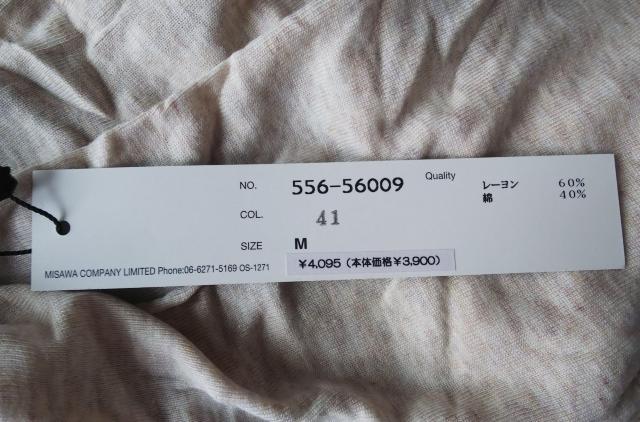 NO. 556-56009 Quality レーヨン 60%
綿 40%
COL. 41
SIZE M
¥4,095（本体価格¥3,900）
MISAWA COMPANY LIMITED Phone:06-6271-5169 OS-1271